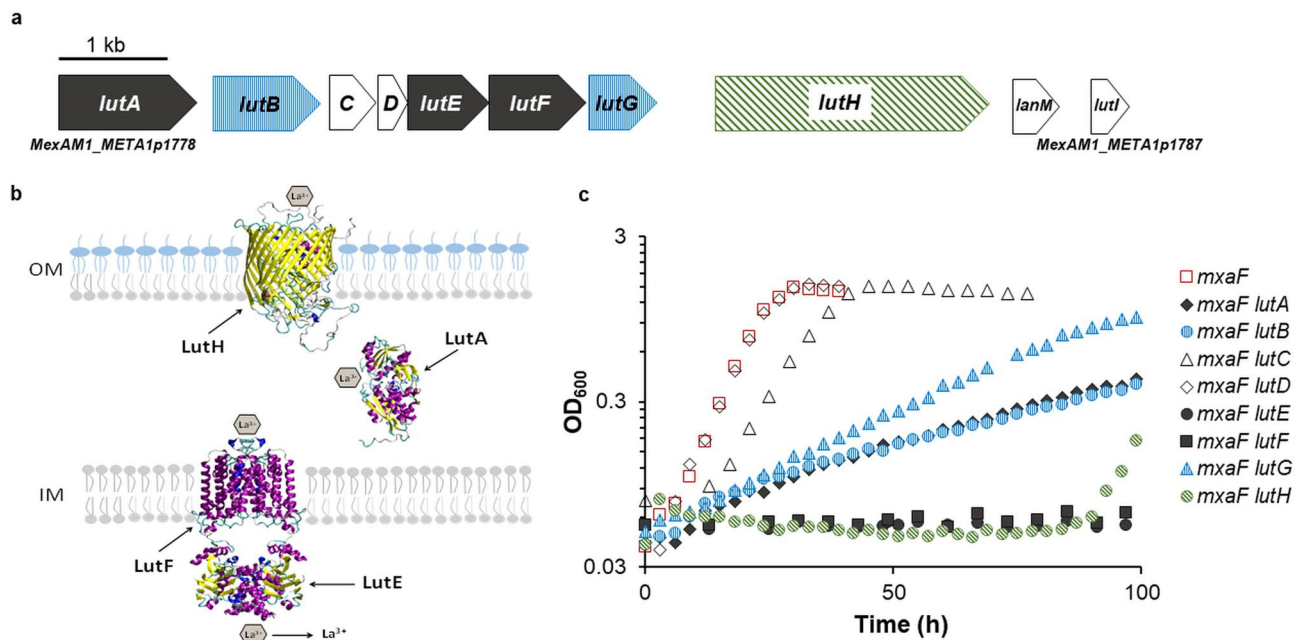 a
1 kb
lutA
lutB
C
D
lutE
lutF
lutG
lutH
lanM
lutI
MexAM1_META1p1778
MexAM1_META1p1787
b
La³⁺
OM
LutH
LutA
La³⁺
La³⁺
IM
LutF
LutE
La³⁺
La³⁺
c
3
0.3
0.03
OD₆₀₀
0
50
100
Time (h)
mxaF
mxaF lutA
mxaF lutB
mxaF lutC
mxaF lutD
mxaF lutE
mxaF lutF
mxaF lutG
mxaF lutH